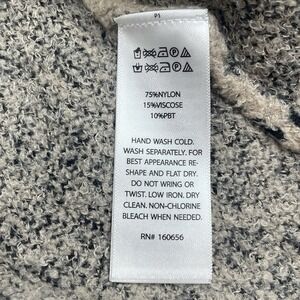 P1
75%NYLON
15%VISCOSE
10%PBT
HAND WASH COLD.
WASH SEPARATELY. FOR
BEST APPEARANCE RE-
SHAPE AND FLAT DRY.
DO NOT WRING OR
TWIST. LOW IRON. DRY
CLEAN. NON-CHLORINE
BLEACH WHEN NEEDED.
RN# 160656